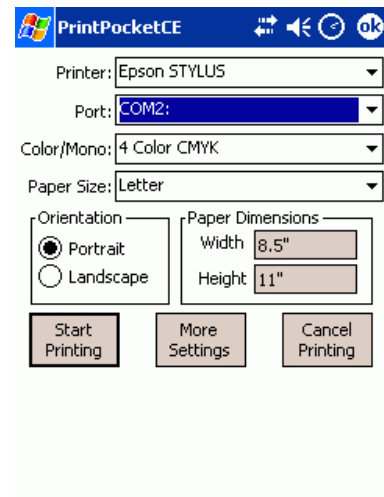 PrintPocketCE
ok
Printer: Epson STYLUS
Port: COM2:
Color/Mono: 4 Color CMYK
Paper Size: Letter
Orientation
Portrait
Landscape
Paper Dimensions
Width 8.5"
Height 11"
Start
Printing
More
Settings
Cancel
Printing